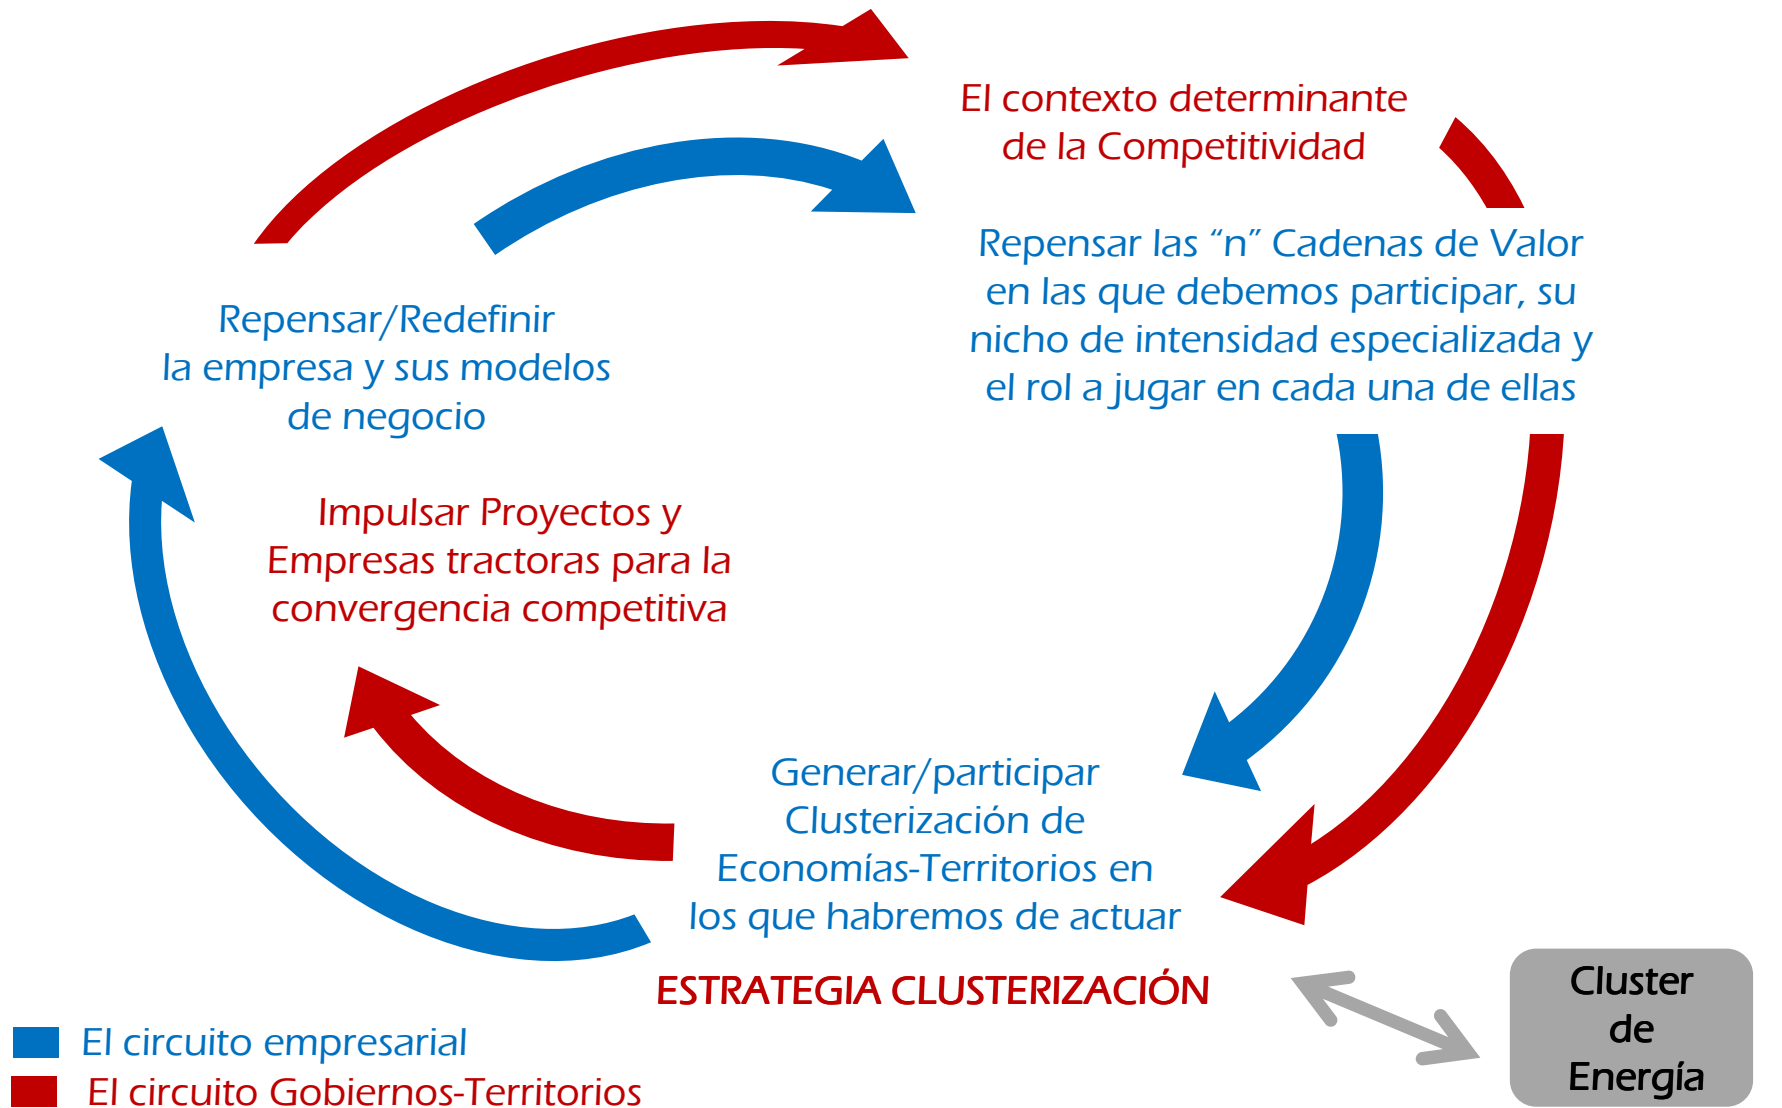 El contexto determinante
de la Competitividad
Repensar las “n” Cadenas de Valor
en las que debemos participar, su
nicho de intensidad especializada y
el rol a jugar en cada una de ellas
Repensar/Redefinir
la empresa y sus modelos
de negocio
Impulsar Proyectos y
Empresas tractoras para la
convergencia competitiva
Generar/participar
Clusterización de
Economías-Territorios en
los que habremos de actuar
ESTRATEGIA CLUSTERIZACIÓN
Cluster
de
Energía
El circuito empresarial
El circuito Gobiernos-Territorios